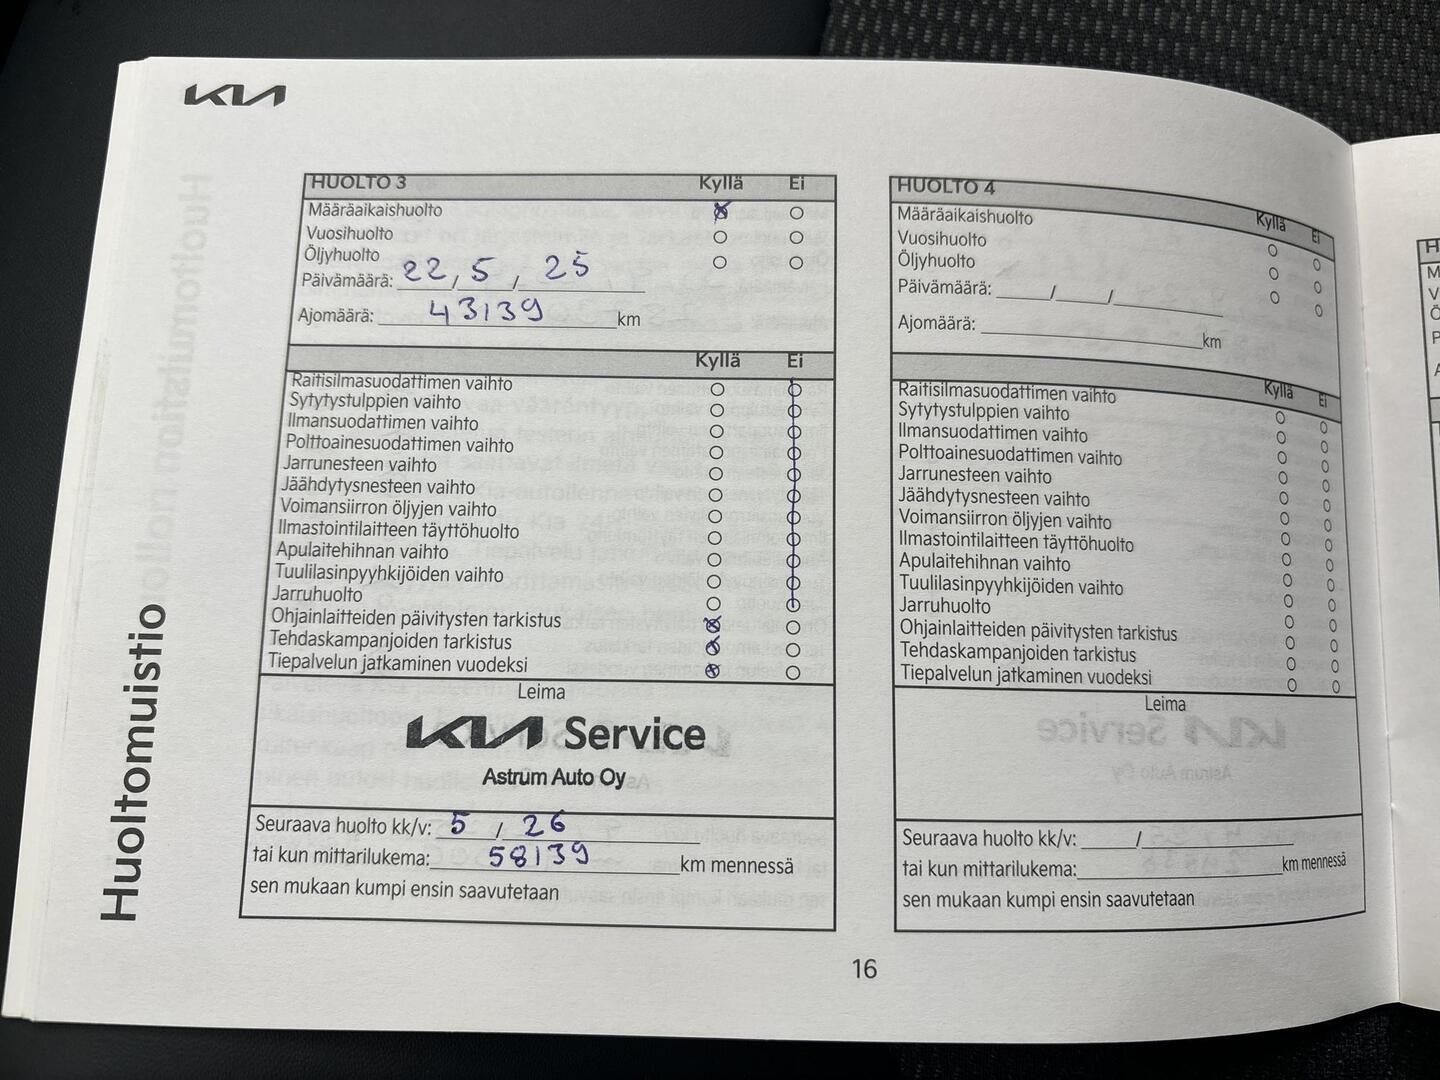 KIA
Huoltomuistio
HUOLTO 3 Kyllä Ei
Määräaikaishuolto
Vuosihuolto
Öljyhuolto
Päivämäärä: 22 / 5 / 25
Ajomäärä: 43139 km
Kyllä Ei
Raitisilmasuodattimen vaihto
Sytytystulppien vaihto
Ilmansuodattimen vaihto
Polttoainesuodattimen vaihto
Jarrunesteen vaihto
Jäähdytysnesteen vaihto
Voimansiirron öljyjen vaihto
Ilmastointilaitteen täyttöhuolto
Apulaitehihnan vaihto
Tuulilasinpyyhkijöiden vaihto
Jarruhuolto
Ohjainlaitteiden päivitysten tarkistus
Tehdaskampanjoiden tarkistus
Tiepalvelun jatkaminen vuodeksi
Leima
KIA Service
Astrum Auto Oy
Seuraava huolto kk/v: 5 / 26
tai kun mittarilukema: 58139 km mennessä
sen mukaan kumpi ensin saavutetaan
HUOLTO 4 Kyllä Ei
Määräaikaishuolto
Vuosihuolto
Öljyhuolto
Päivämäärä: / /
Ajomäärä: km
Kyllä Ei
Raitisilmasuodattimen vaihto
Sytytystulppien vaihto
Ilmansuodattimen vaihto
Polttoainesuodattimen vaihto
Jarrunesteen vaihto
Jäähdytysnesteen vaihto
Voimansiirron öljyjen vaihto
Ilmastointilaitteen täyttöhuolto
Apulaitehihnan vaihto
Tuulilasinpyyhkijöiden vaihto
Jarruhuolto
Ohjainlaitteiden päivitysten tarkistus
Tehdaskampanjoiden tarkistus
Tiepalvelun jatkaminen vuodeksi
Leima
Seuraava huolto kk/v: /
tai kun mittarilukema: km mennessä
sen mukaan kumpi ensin saavutetaan
16